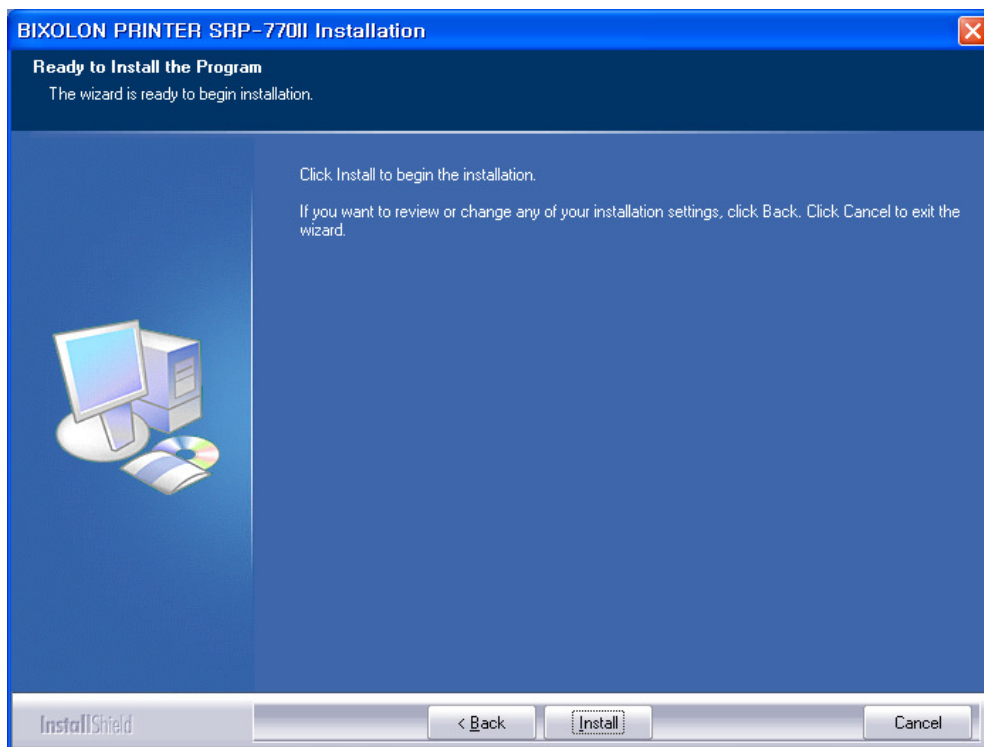 BIXOLON PRINTER SRP-770II Installation
Ready to Install the Program
The wizard is ready to begin installation.
Click Install to begin the installation.
If you want to review or change any of your installation settings, click Back. Click Cancel to exit the
wizard.
InstallShield
< Back
Install
Cancel